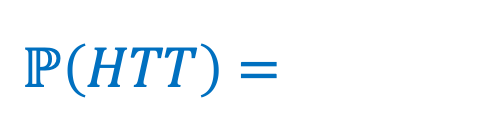 ℙ(𝐻𝑇𝑇) =